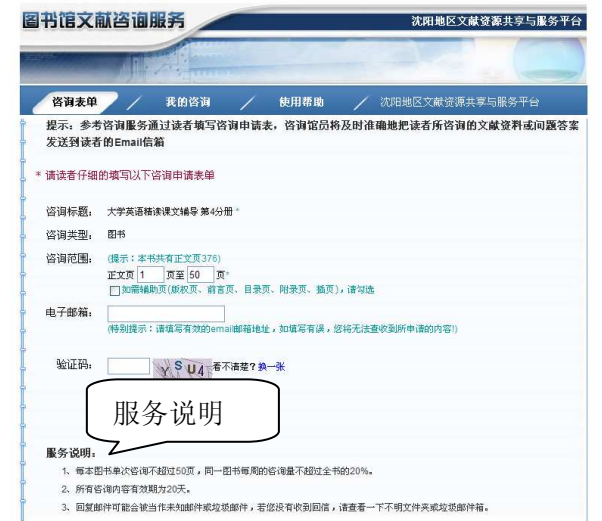 图书馆文献咨询服务
沈阳地区文献资源共享与服务平台
咨询表单 / 我的咨询 / 使用帮助 / 沈阳地区文献资源共享与服务平台
提示：参考咨询服务通过读者填写咨询申请表，咨询馆员将及时准确地把读者所咨询的文献资料或问题答案
发送到读者的Email信箱
* 请读者仔细的填写以下咨询申请表单
咨询标题： 大学英语精读课文辅导 第4分册 *
咨询类型： 图书
咨询范围： (提示：本书共有正文页376)
正文页 1 页至 50 页*
如需辅助页(版权页、前言页、目录页、附录页、插页)，请勾选
电子邮箱：
(特别提示：请填写有效的email邮箱地址，如填写有误，您将无法查收到所申请的内容!)
验证码： YSU4 看不清楚？换一张
服务说明
服务说明：
1、每本图书单次咨询不超过50页，同一图书每周的咨询量不超过全书的20%。
2、所有咨询内容有效期为20天。
3、回复邮件可能会被当作未知邮件或垃圾邮件，若您没有收到回信，请查看一下不明文件夹或垃圾邮件箱。